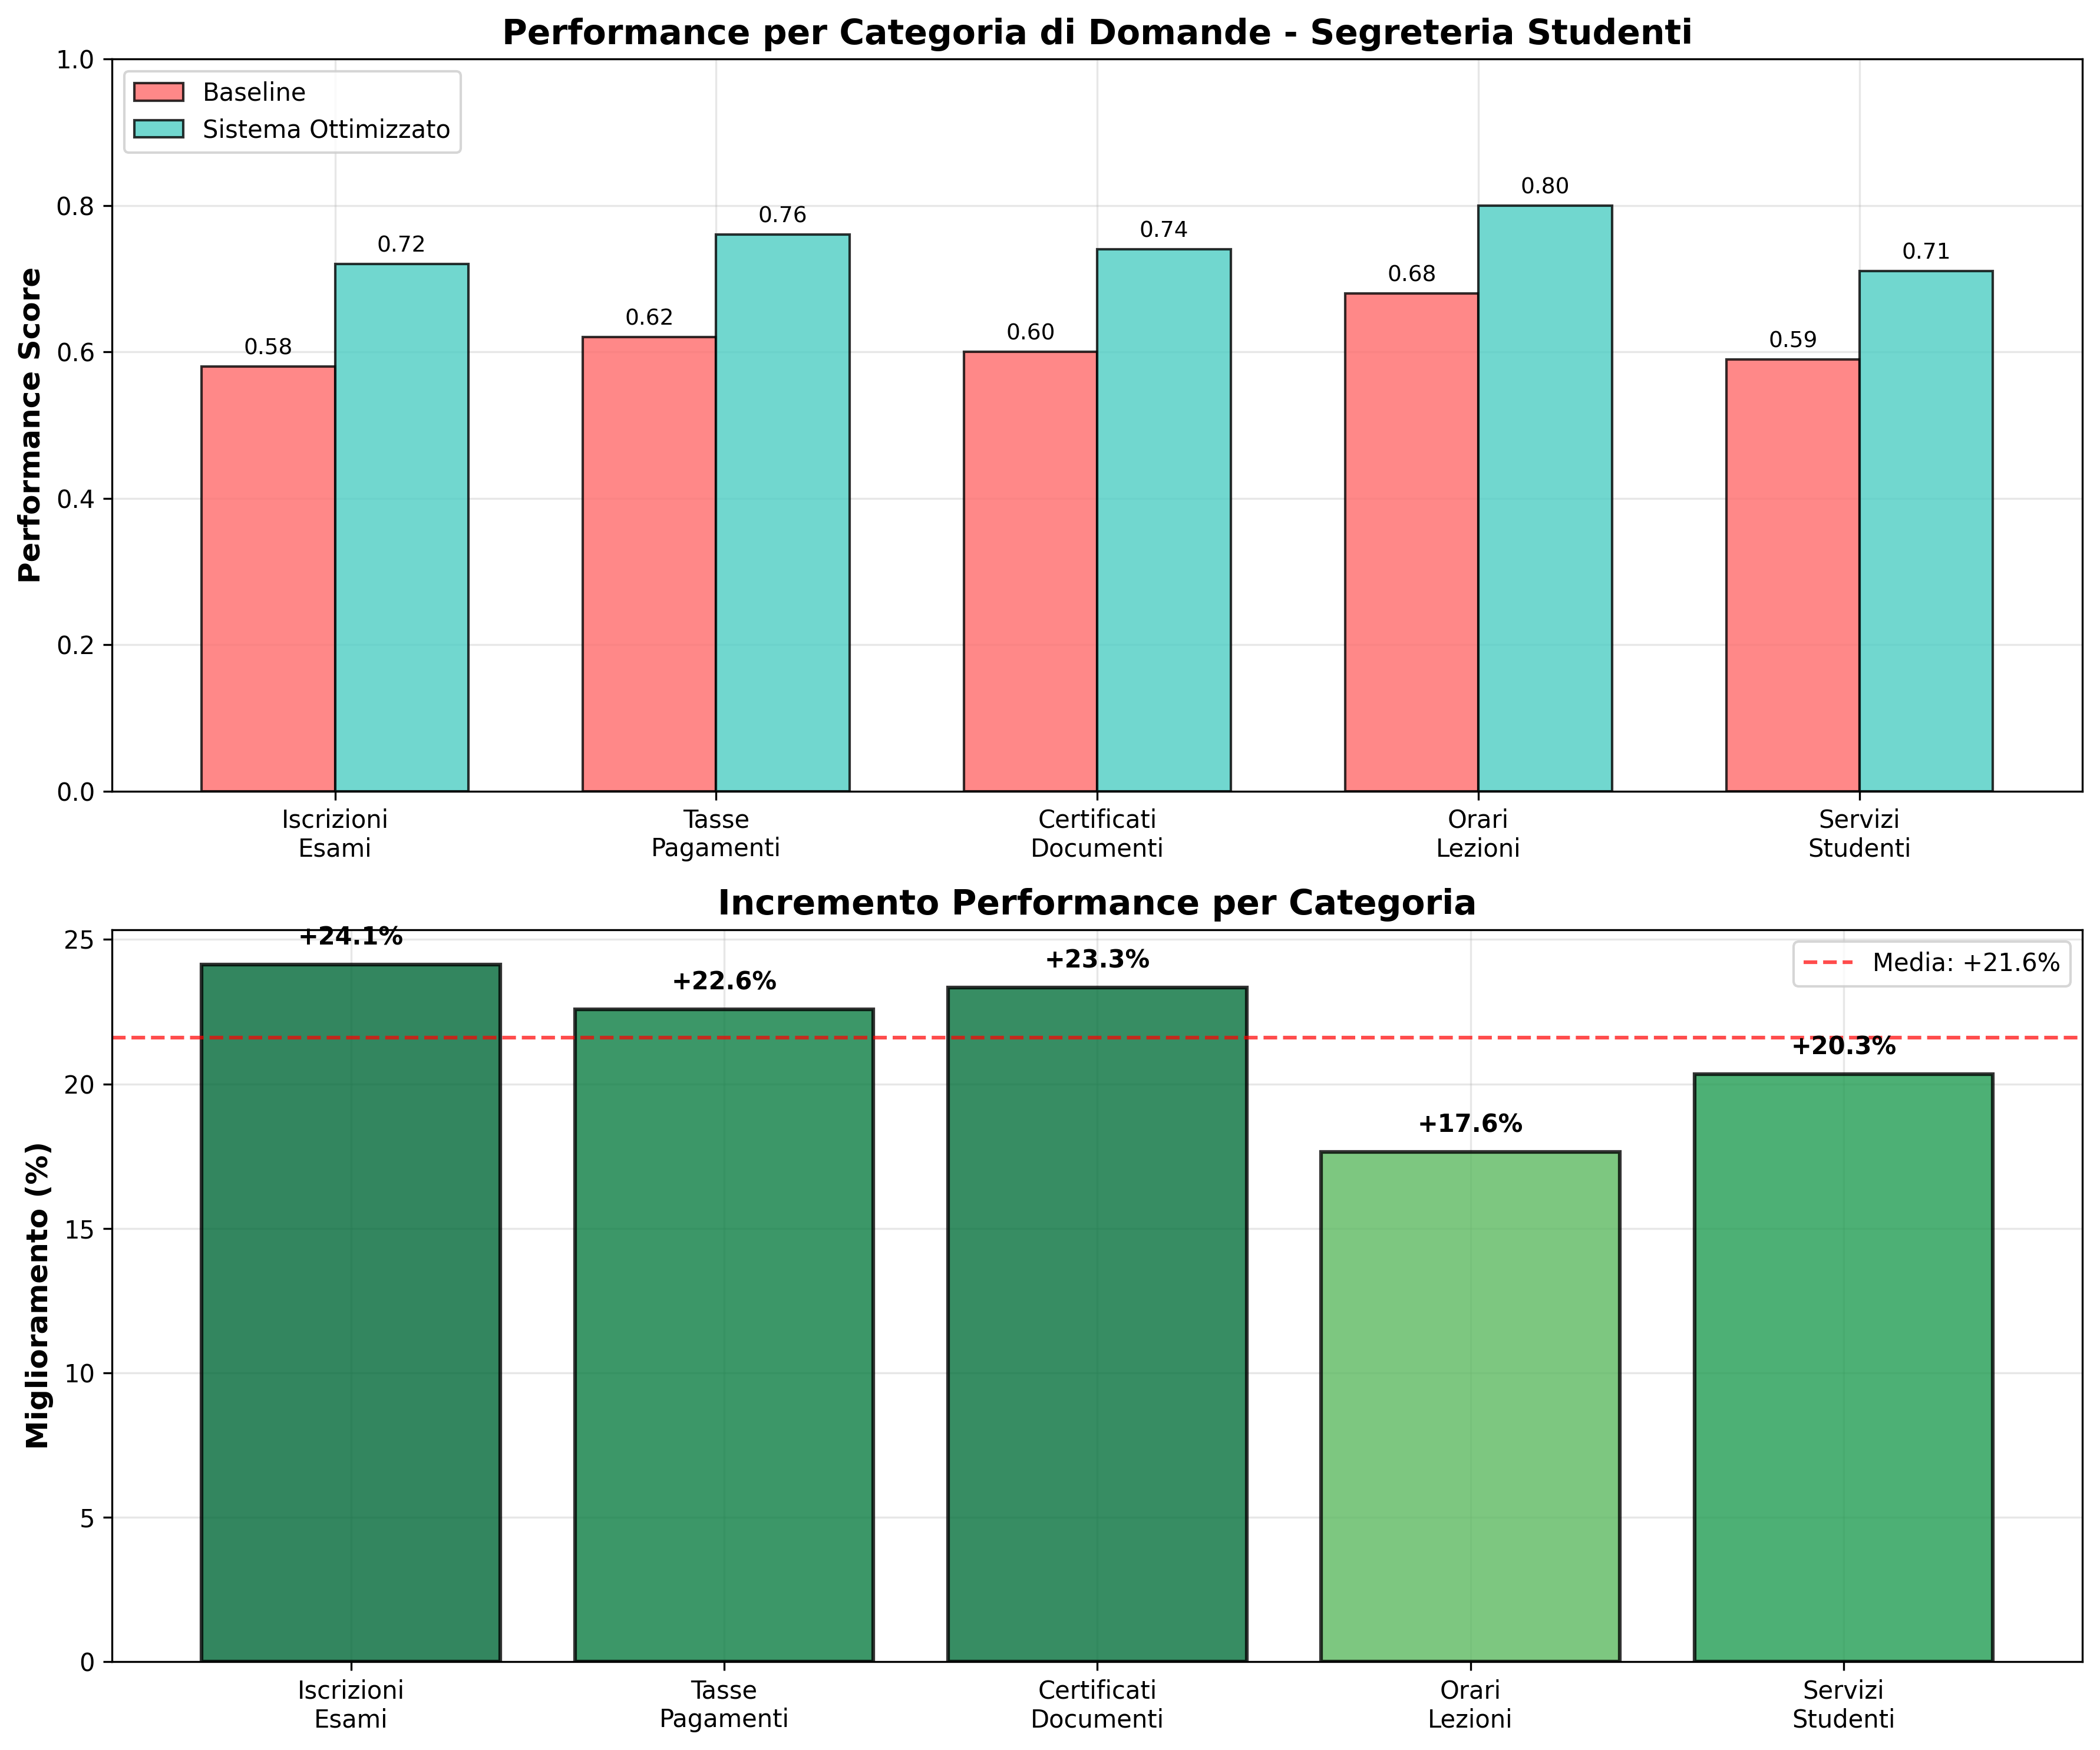 Performance per Categoria di Domande - Segreteria Studenti
Performance Score
1.0
0.8
0.6
0.4
0.2
0.0
Baseline
Sistema Ottimizzato
0.58
0.72
0.62
0.76
0.60
0.74
0.68
0.80
0.59
0.71
Iscrizioni
Esami
Tasse
Pagamenti
Certificati
Documenti
Orari
Lezioni
Servizi
Studenti
Incremento Performance per Categoria
Miglioramento (%)
25
20
15
10
5
0
Media: +21.6%
+24.1%
+22.6%
+23.3%
+17.6%
+20.3%
Iscrizioni
Esami
Tasse
Pagamenti
Certificati
Documenti
Orari
Lezioni
Servizi
Studenti